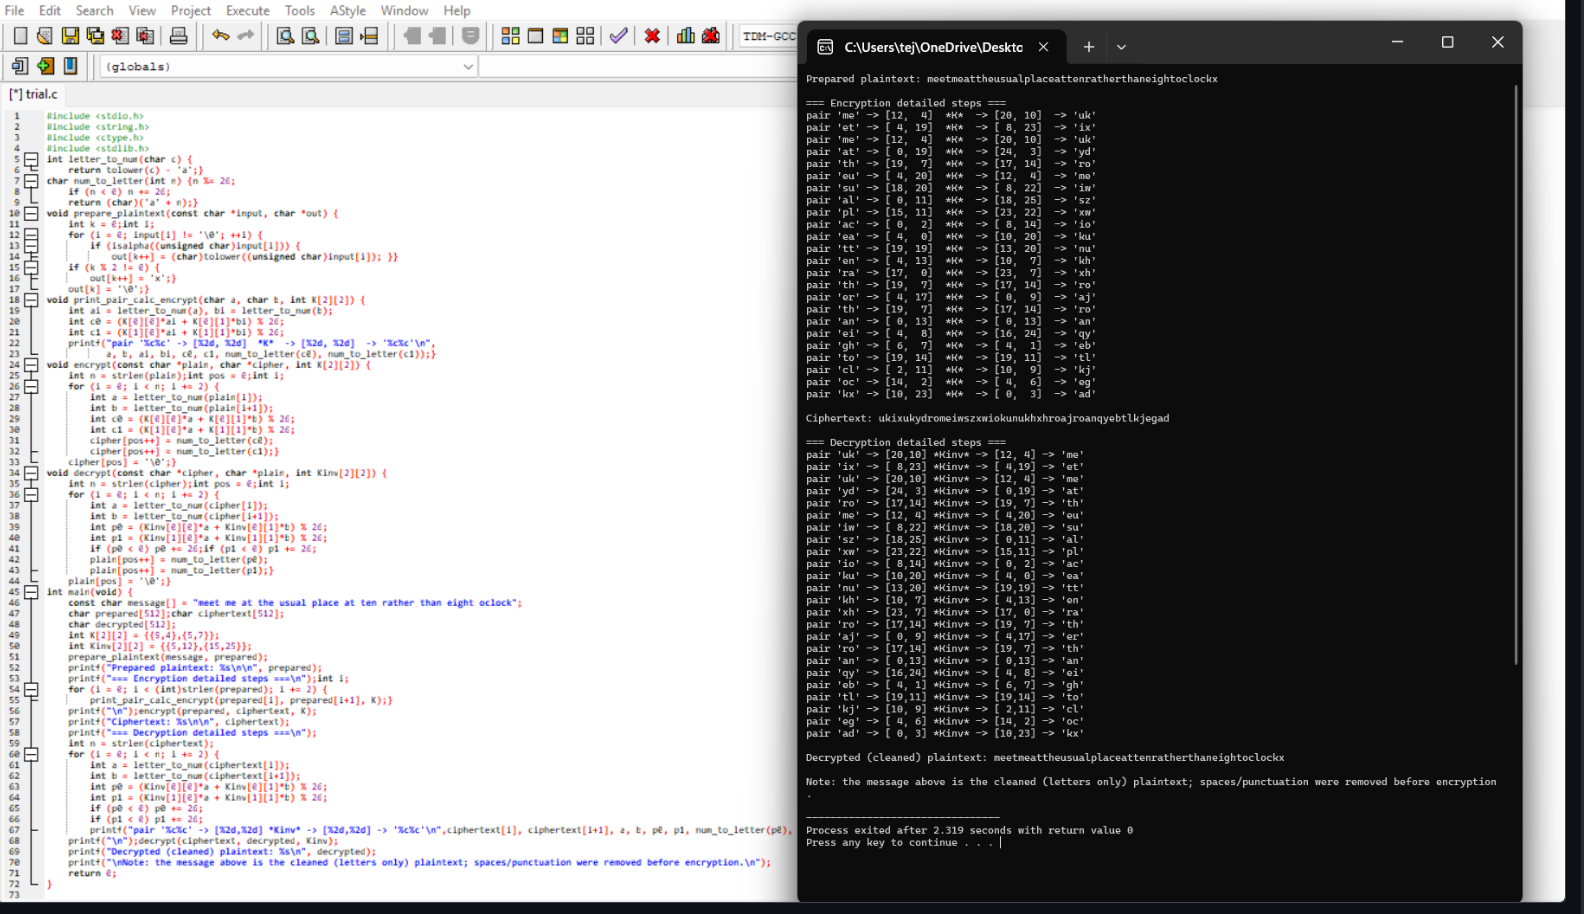 File Edit Search View Project Execute Tools AStyle Window Help
TDM-GCC
(globals)
[*] trial.c
1 #include <stdio.h>
2 #include <string.h>
3 #include <ctype.h>
4 #include <stdlib.h>
5 int letter_to_num(char c) {
6 return tolower(c) - 'a';}
7 char num_to_letter(int n) {n %= 26;
8 if (n < 0) n += 26;
9 return (char)('a' + n);}
10 void prepare_plaintext(const char *input, char *out) {
11 int k = 0;int i;
12 for (i = 0; input[i] != '\0'; ++i) {
13 if (isalpha((unsigned char)input[i])) {
14 out[k++] = (char)tolower((unsigned char)input[i]); }}
15 if (k % 2 != 0) {
16 out[k++] = 'x';}
17 out[k] = '\0';}
18 void print_pair_calc_encrypt(char a, char b, int K[2][2]) {
19 int ai = letter_to_num(a), bi = letter_to_num(b);
20 int c0 = (K[0][0]*ai + K[0][1]*bi) % 26;
21 int c1 = (K[1][0]*ai + K[1][1]*bi) % 26;
22 printf("pair '%c%c' -> [%2d, %2d] *K* -> [%2d, %2d] -> '%c%c'\n",
23 a, b, ai, bi, c0, c1, num_to_letter(c0), num_to_letter(c1));}
24 void encrypt(const char *plain, char *cipher, int K[2][2]) {
25 int n = strlen(plain);int pos = 0;int i;
26 for (i = 0; i < n; i += 2) {
27 int a = letter_to_num(plain[i]);
28 int b = letter_to_num(plain[i+1]);
29 int c0 = (K[0][0]*a + K[0][1]*b) % 26;
30 int c1 = (K[1][0]*a + K[1][1]*b) % 26;
31 cipher[pos++] = num_to_letter(c0);
32 cipher[pos++] = num_to_letter(c1);}
33 cipher[pos] = '\0';}
34 void decrypt(const char *cipher, char *plain, int Kinv[2][2]) {
35 int n = strlen(cipher);int pos = 0;int i;
36 for (i = 0; i < n; i += 2) {
37 int a = letter_to_num(cipher[i]);
38 int b = letter_to_num(cipher[i+1]);
39 int p0 = (Kinv[0][0]*a + Kinv[0][1]*b) % 26;
40 int p1 = (Kinv[1][0]*a + Kinv[1][1]*b) % 26;
41 if (p0 < 0) p0 += 26;if (p1 < 0) p1 += 26;
42 plain[pos++] = num_to_letter(p0);
43 plain[pos++] = num_to_letter(p1);}
44 plain[pos] = '\0';}
45 int main(void) {
46 const char message[] = "meet me at the usual place at ten rather than eight oclock";
47 char prepared[512];char ciphertext[512];
48 char decrypted[512];
49 int K[2][2] = {{9,4},{5,7}};
50 int Kinv[2][2] = {{5,12},{15,25}};
51 prepare_plaintext(message, prepared);
52 printf("Prepared plaintext: %s\n\n", prepared);
53 printf("=== Encryption detailed steps ===\n");int i;
54 for (i = 0; i < (int)strlen(prepared); i += 2) {
55 print_pair_calc_encrypt(prepared[i], prepared[i+1], K);}
56 printf("\n");encrypt(prepared, ciphertext, K);
57 printf("Ciphertext: %s\n\n", ciphertext);
58 printf("=== Decryption detailed steps ===\n");
59 int n = strlen(ciphertext);
60 for (i = 0; i < n; i += 2) {
61 int a = letter_to_num(ciphertext[i]);
62 int b = letter_to_num(ciphertext[i+1]);
63 int p0 = (Kinv[0][0]*a + Kinv[0][1]*b) % 26;
64 int p1 = (Kinv[1][0]*a + Kinv[1][1]*b) % 26;
65 if (p0 < 0) p0 += 26;
66 if (p1 < 0) p1 += 26;
67 printf("pair '%c%c' -> [%2d,%2d] *Kinv* -> [%2d,%2d] -> '%c%c'\n",ciphertext[i], ciphertext[i+1], a, b, p0, p1, num_to_letter(p0),
68 printf("\n");decrypt(ciphertext, decrypted, Kinv);
69 printf("Decrypted (cleaned) plaintext: %s\n", decrypted);
70 printf("\nNote: the message above is the cleaned (letters only) plaintext; spaces/punctuation were removed before encryption.\n");
71 return 0;
72 }
73
C:\Users\tej\OneDrive\Deskto
Prepared plaintext: meetmeattheusualplaceattenratherthaneightoclockx
=== Encryption detailed steps ===
pair 'me' -> [12, 4] *K* -> [20, 10] -> 'uk'
pair 'et' -> [ 4, 19] *K* -> [ 8, 23] -> 'ix'
pair 'me' -> [12, 4] *K* -> [20, 10] -> 'uk'
pair 'at' -> [ 0, 19] *K* -> [24, 3] -> 'yd'
pair 'th' -> [19, 7] *K* -> [17, 14] -> 'ro'
pair 'eu' -> [ 4, 20] *K* -> [12, 4] -> 'me'
pair 'su' -> [18, 20] *K* -> [ 8, 22] -> 'iw'
pair 'al' -> [ 0, 11] *K* -> [18, 25] -> 'sz'
pair 'pl' -> [15, 11] *K* -> [23, 22] -> 'xw'
pair 'ac' -> [ 0, 2] *K* -> [ 8, 14] -> 'io'
pair 'ea' -> [ 4, 0] *K* -> [10, 20] -> 'ku'
pair 'tt' -> [19, 19] *K* -> [13, 20] -> 'nu'
pair 'en' -> [ 4, 13] *K* -> [10, 7] -> 'kh'
pair 'ra' -> [17, 0] *K* -> [23, 7] -> 'xh'
pair 'th' -> [19, 7] *K* -> [17, 14] -> 'ro'
pair 'er' -> [ 4, 17] *K* -> [ 0, 9] -> 'aj'
pair 'th' -> [19, 7] *K* -> [17, 14] -> 'ro'
pair 'an' -> [ 0, 13] *K* -> [ 0, 13] -> 'an'
pair 'ei' -> [ 4, 8] *K* -> [16, 24] -> 'qy'
pair 'gh' -> [ 6, 7] *K* -> [ 4, 1] -> 'eb'
pair 'to' -> [19, 14] *K* -> [19, 11] -> 'tl'
pair 'cl' -> [ 2, 11] *K* -> [10, 9] -> 'kj'
pair 'oc' -> [14, 2] *K* -> [ 4, 6] -> 'eg'
pair 'kx' -> [10, 23] *K* -> [ 0, 3] -> 'ad'
Ciphertext: ukixukydromeiwszxwiokunukhxhroajroanqyebtlkjegad
=== Decryption detailed steps ===
pair 'uk' -> [20,10] *Kinv* -> [12, 4] -> 'me'
pair 'ix' -> [ 8,23] *Kinv* -> [ 4,19] -> 'et'
pair 'uk' -> [20,10] *Kinv* -> [12, 4] -> 'me'
pair 'yd' -> [24, 3] *Kinv* -> [ 0,19] -> 'at'
pair 'ro' -> [17,14] *Kinv* -> [19, 7] -> 'th'
pair 'me' -> [12, 4] *Kinv* -> [ 4,20] -> 'eu'
pair 'iw' -> [ 8,22] *Kinv* -> [18,20] -> 'su'
pair 'sz' -> [18,25] *Kinv* -> [ 0,11] -> 'al'
pair 'xw' -> [23,22] *Kinv* -> [15,11] -> 'pl'
pair 'io' -> [ 8,14] *Kinv* -> [ 0, 2] -> 'ac'
pair 'ku' -> [10,20] *Kinv* -> [ 4, 0] -> 'ea'
pair 'nu' -> [13,20] *Kinv* -> [19,19] -> 'tt'
pair 'kh' -> [10, 7] *Kinv* -> [ 4,13] -> 'en'
pair 'xh' -> [23, 7] *Kinv* -> [17, 0] -> 'ra'
pair 'ro' -> [17,14] *Kinv* -> [19, 7] -> 'th'
pair 'aj' -> [ 0, 9] *Kinv* -> [ 4,17] -> 'er'
pair 'ro' -> [17,14] *Kinv* -> [19, 7] -> 'th'
pair 'an' -> [ 0,13] *Kinv* -> [ 0,13] -> 'an'
pair 'qy' -> [16,24] *Kinv* -> [ 4, 8] -> 'ei'
pair 'eb' -> [ 4, 1] *Kinv* -> [ 6, 7] -> 'gh'
pair 'tl' -> [19,11] *Kinv* -> [19,14] -> 'to'
pair 'kj' -> [10, 9] *Kinv* -> [ 2,11] -> 'cl'
pair 'eg' -> [ 4, 6] *Kinv* -> [14, 2] -> 'oc'
pair 'ad' -> [ 0, 3] *Kinv* -> [10,23] -> 'kx'
Decrypted (cleaned) plaintext: meetmeattheusualplaceattenratherthaneightoclockx
Note: the message above is the cleaned (letters only) plaintext; spaces/punctuation were removed before encryption
.
--------------------------------
Process exited after 2.319 seconds with return value 0
Press any key to continue . . .